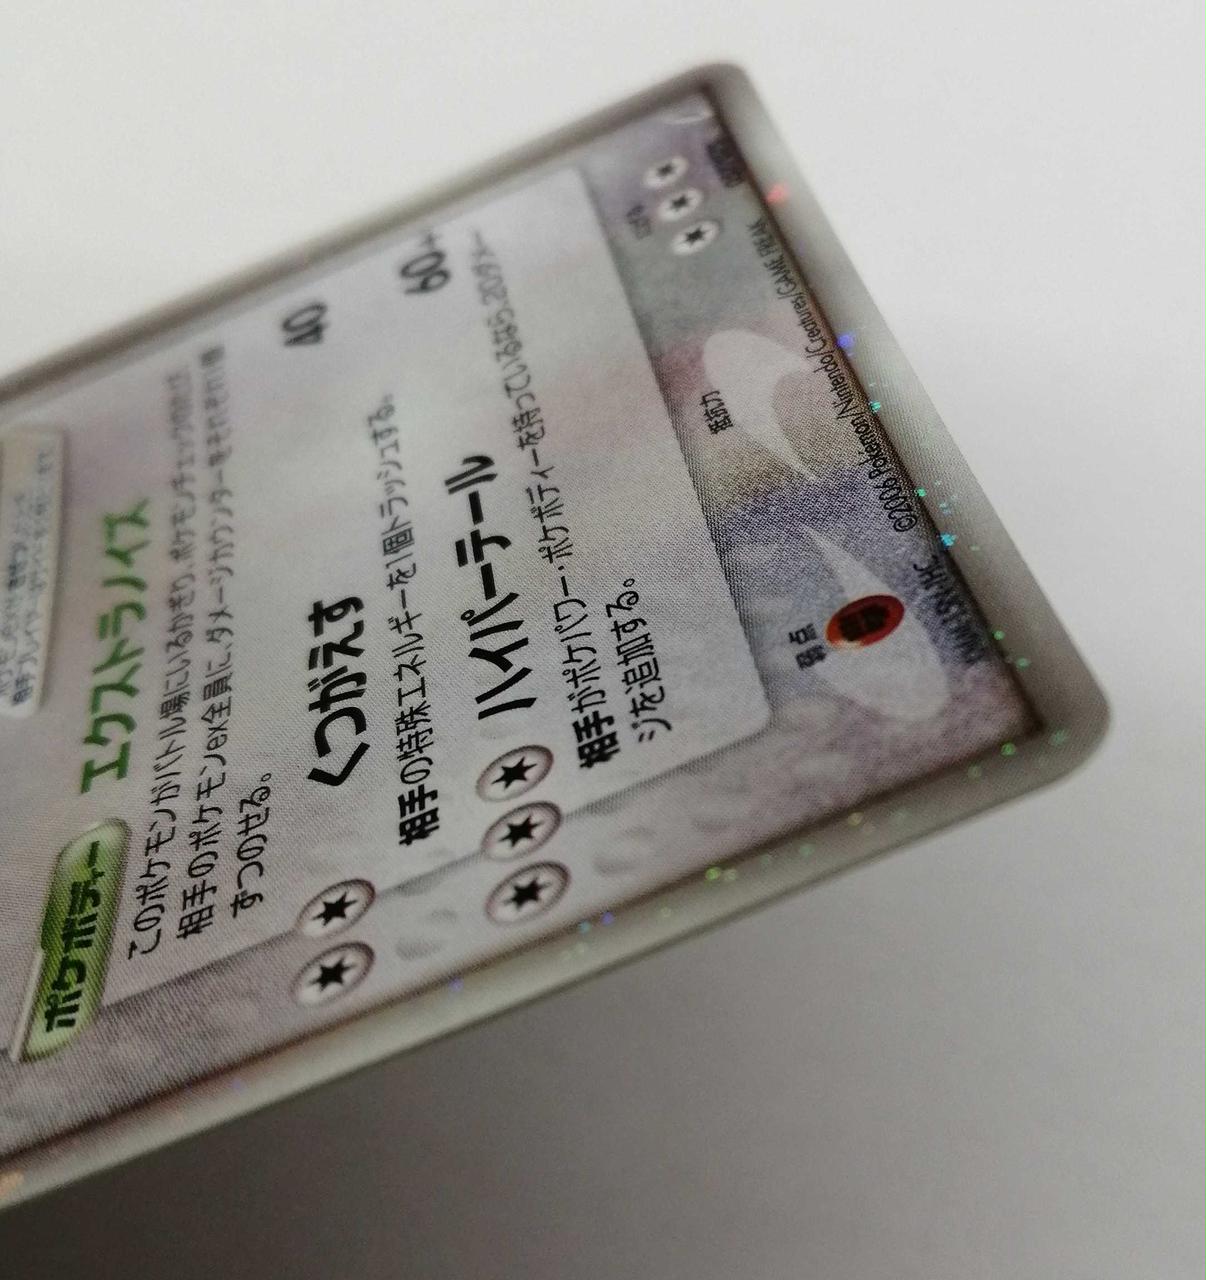 ポケボディー エクストラノイズ
このポケモンがバトル場にいるかぎり、ポケモンチェックのたび、
相手のポケモンex全員に、ダメージカウンターをそれぞれ1個
ずつのせる。
くつがえす 40
相手の特殊エネルギーを1個トラッシュする。
ハイパーテール 60+
相手がポケパワー・ポケボディーを持っているなら、20ダメー
ジを追加する。
弱点 抵抗力 にげる
©2006 Pokémon/Nintendo/Creatures/GAME FREAK